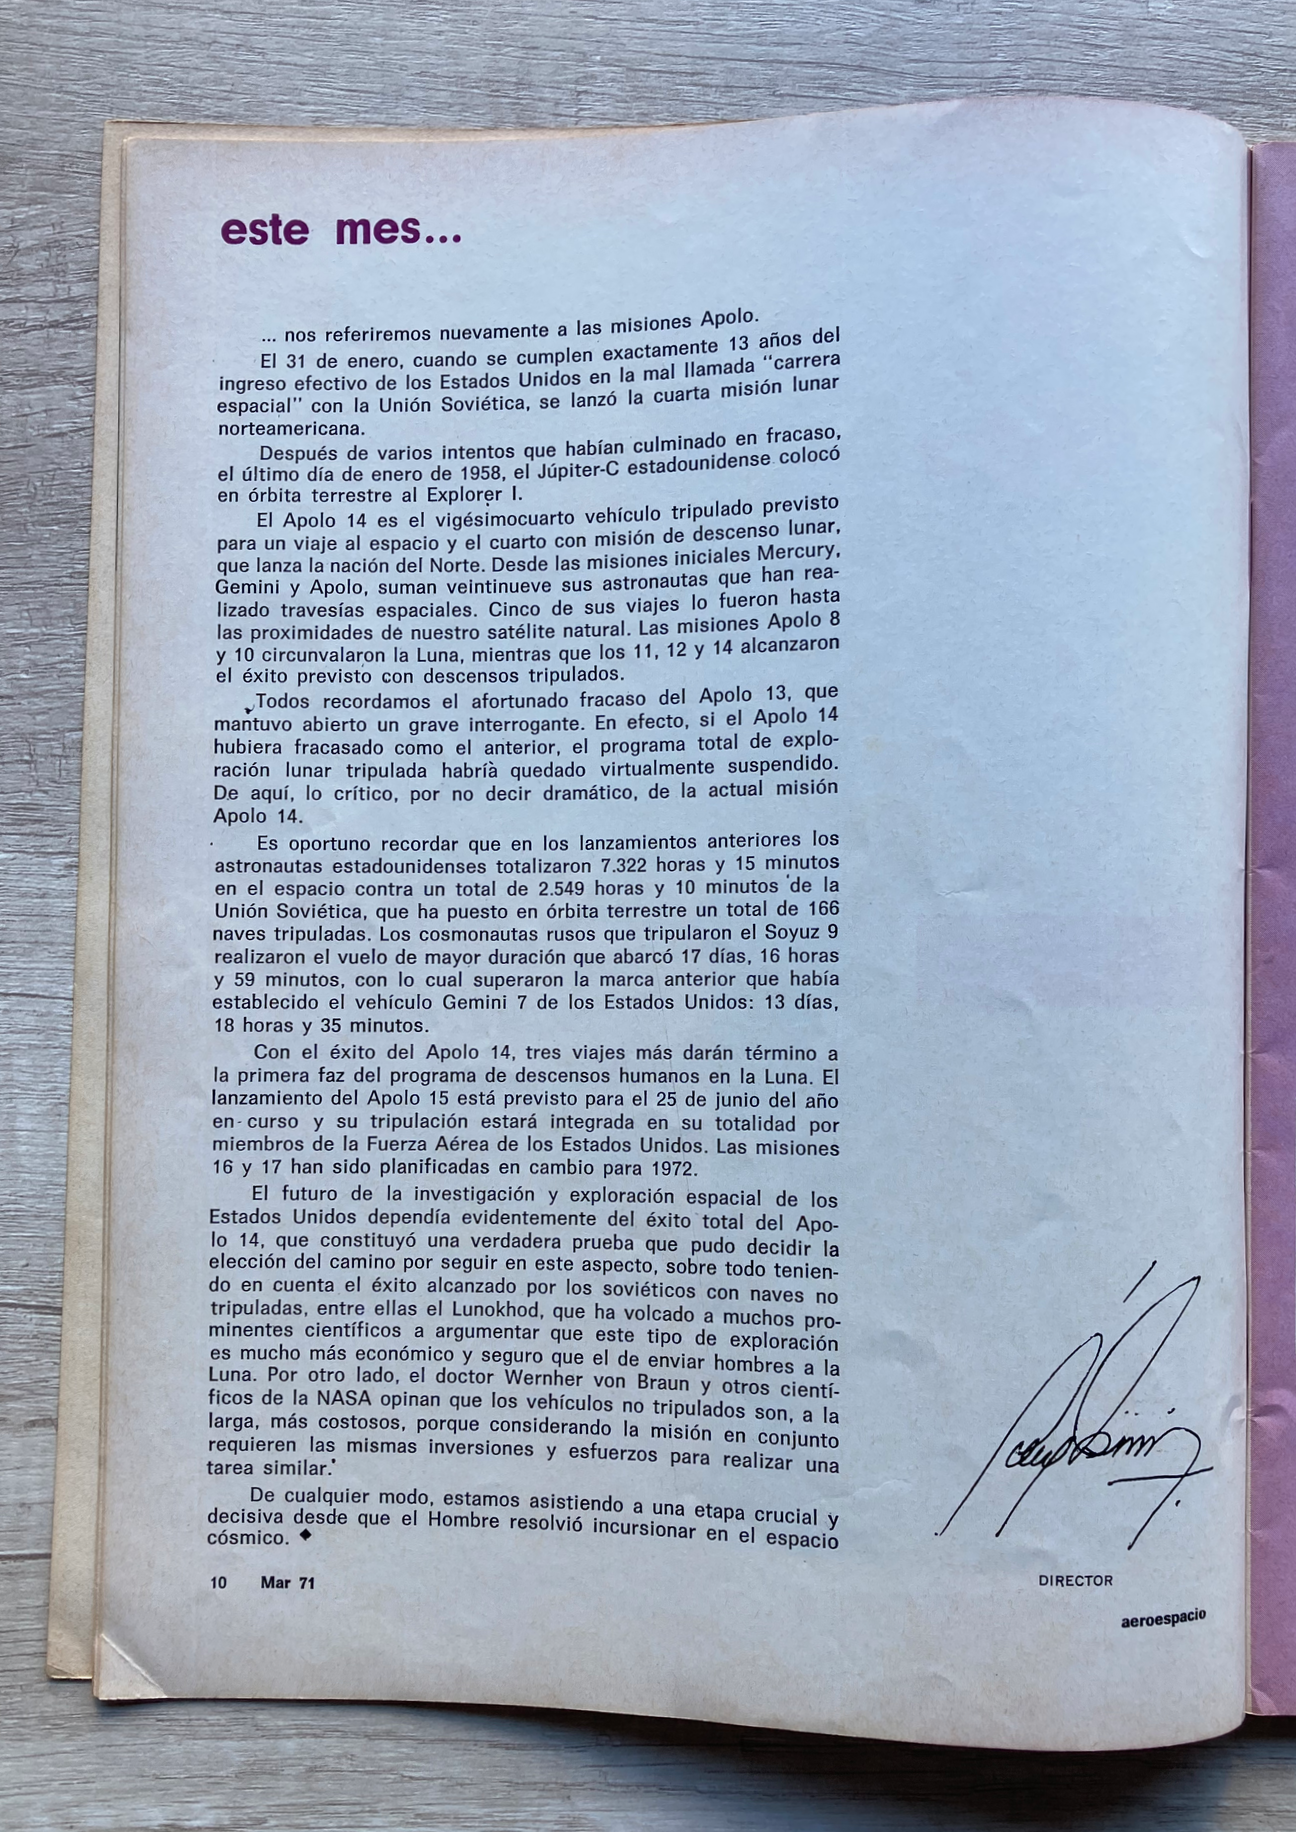 este mes...
... nos referiremos nuevamente a las misiones Apolo.
El 31 de enero, cuando se cumplen exactamente 13 años del
ingreso efectivo de los Estados Unidos en la mal llamada "carrera
espacial" con la Unión Soviética, se lanzó la cuarta misión lunar
norteamericana.
Después de varios intentos que habían culminado en fracaso,
el último día de enero de 1958, el Júpiter-C estadounidense colocó
en órbita terrestre al Explorer I.
El Apolo 14 es el vigésimocuarto vehículo tripulado previsto
para un viaje al espacio y el cuarto con misión de descenso lunar,
que lanza la nación del Norte. Desde las misiones iniciales Mercury,
Gemini y Apolo, suman veintinueve sus astronautas que han rea-
lizado travesías espaciales. Cinco de sus viajes lo fueron hasta
las proximidades de nuestro satélite natural. Las misiones Apolo 8
y 10 circunvalaron la Luna, mientras que los 11, 12 y 14 alcanzaron
el éxito previsto con descensos tripulados.
Todos recordamos el afortunado fracaso del Apolo 13, que
mantuvo abierto un grave interrogante. En efecto, si el Apolo 14
hubiera fracasado como el anterior, el programa total de explo-
ración lunar tripulada habría quedado virtualmente suspendido.
De aquí, lo crítico, por no decir dramático, de la actual misión
Apolo 14.
Es oportuno recordar que en los lanzamientos anteriores los
astronautas estadounidenses totalizaron 7.322 horas y 15 minutos
en el espacio contra un total de 2.549 horas y 10 minutos de la
Unión Soviética, que ha puesto en órbita terrestre un total de 166
naves tripuladas. Los cosmonautas rusos que tripularon el Soyuz 9
realizaron el vuelo de mayor duración que abarcó 17 días, 16 horas
y 59 minutos, con lo cual superaron la marca anterior que había
establecido el vehículo Gemini 7 de los Estados Unidos: 13 días,
18 horas y 35 minutos.
Con el éxito del Apolo 14, tres viajes más darán término a
la primera faz del programa de descensos humanos en la Luna. El
lanzamiento del Apolo 15 está previsto para el 25 de junio del año
en curso y su tripulación estará integrada en su totalidad por
miembros de la Fuerza Aérea de los Estados Unidos. Las misiones
16 y 17 han sido planificadas en cambio para 1972.
El futuro de la investigación y exploración espacial de los
Estados Unidos dependía evidentemente del éxito total del Apo-
lo 14, que constituyó una verdadera prueba que pudo decidir la
elección del camino por seguir en este aspecto, sobre todo tenien-
do en cuenta el éxito alcanzado por los soviéticos con naves no
tripuladas, entre ellas el Lunokhod, que ha volcado a muchos pro-
minentes científicos a argumentar que este tipo de exploración
es mucho más económico y seguro que el de enviar hombres a la
Luna. Por otro lado, el doctor Wernher von Braun y otros cientí-
ficos de la NASA opinan que los vehículos no tripulados son, a la
larga, más costosos, porque considerando la misión en conjunto
requieren las mismas inversiones y esfuerzos para realizar una
tarea similar.
De cualquier modo, estamos asistiendo a una etapa crucial y
decisiva desde que el Hombre resolvió incursionar en el espacio
cósmico. ◆
DIRECTOR
10 Mar 71
aeroespacio